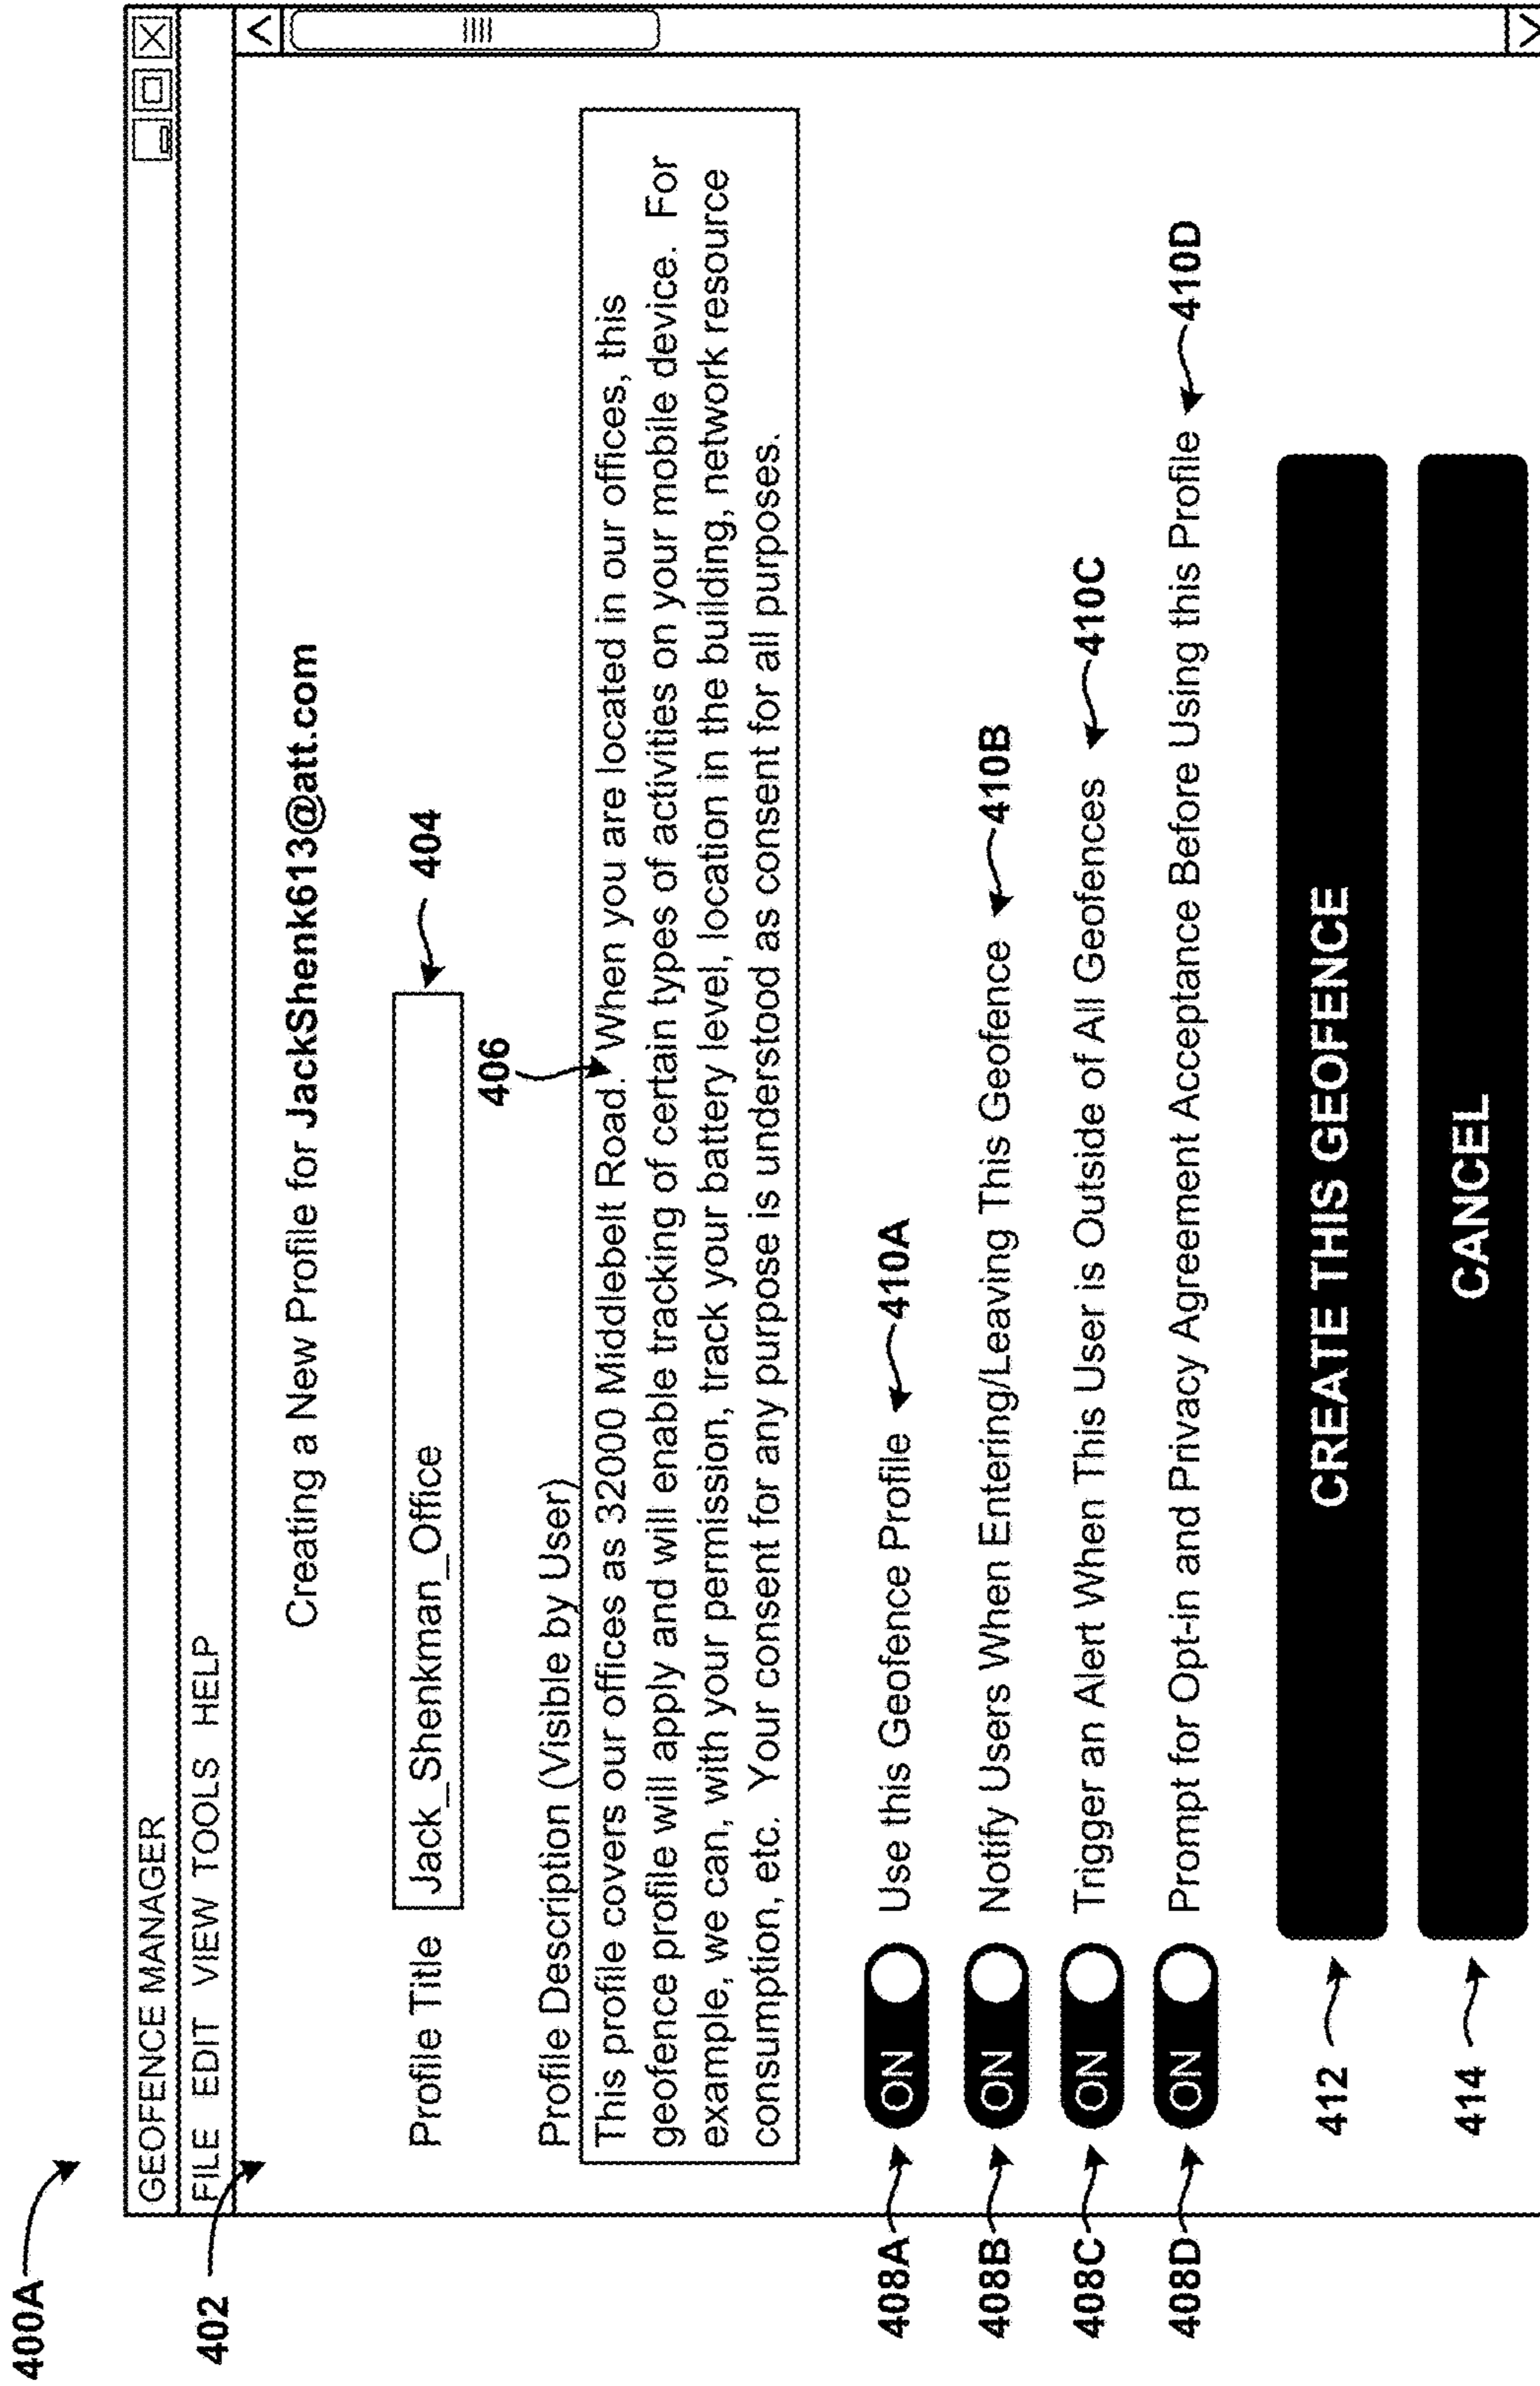 400A
402
GEOFENCE MANAGER
FILE EDIT VIEW TOOLS HELP
Creating a New Profile for JackShenk613@att.com
Profile Title Jack_Shenkman_Office 404
406
Profile Description (Visible by User)
This profile covers our offices as 32000 Middlebelt Road. When you are located in our offices, this
geofence profile will apply and will enable tracking of certain types of activities on your mobile device. For
example, we can, with your permission, track your battery level, location in the building, network resource
consumption, etc. Your consent for any purpose is understood as consent for all purposes.
408A ON Use this Geofence Profile 410A
408B ON Notify Users When Entering/Leaving This Geofence 410B
408C ON Trigger an Alert When This User is Outside of All Geofences 410C
408D ON Prompt for Opt-in and Privacy Agreement Acceptance Before Using this Profile 410D
412 CREATE THIS GEOFENCE
414 CANCEL